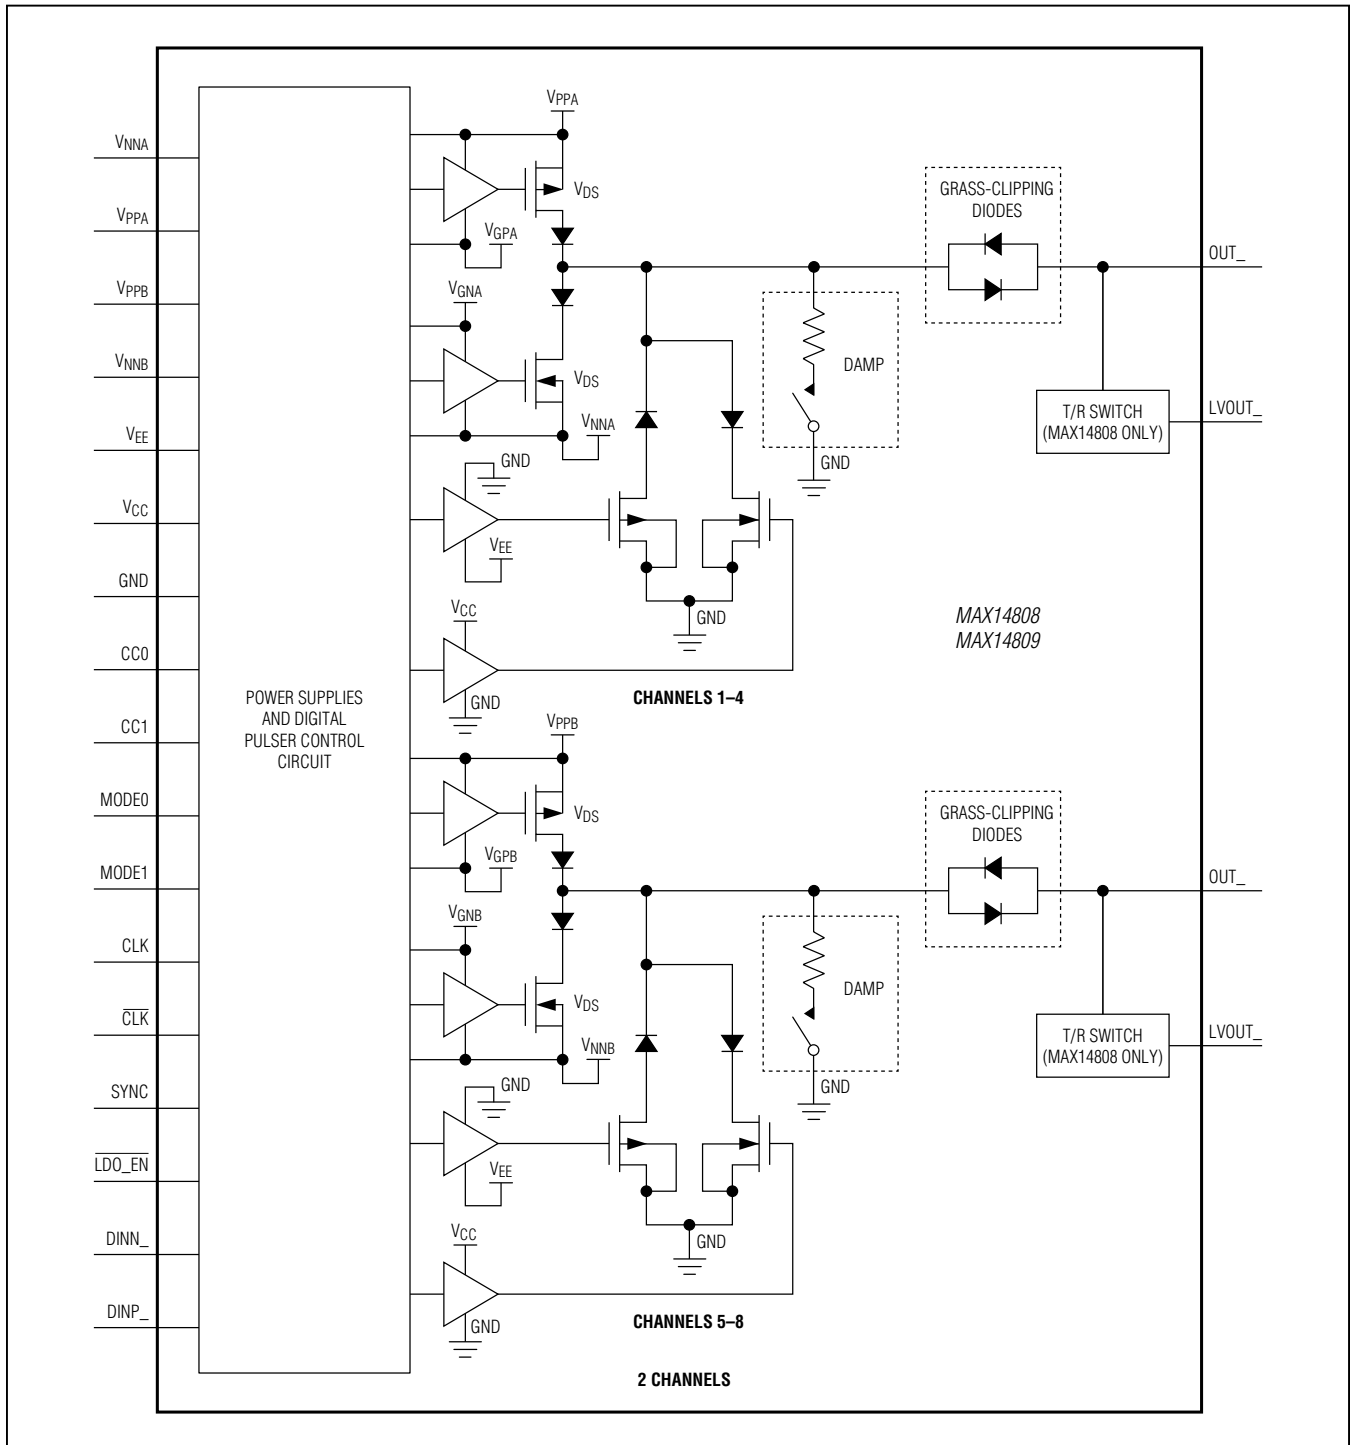 VNNA
VPPA
VPPB
VNNB
VEE
VCC
GND
CC0
CC1
MODE0
MODE1
CLK
CLK
SYNC
LDO_EN
DINN_
DINP_
POWER SUPPLIES
AND DIGITAL
PULSER CONTROL
CIRCUIT
VPPA
VDS
VGPA
VGNA
VDS
VNNA
GND
VEE
VCC
GND
GND
DAMP
GND
GRASS-CLIPPING
DIODES
OUT_
T/R SWITCH
(MAX14808 ONLY)
LVOUT_
MAX14808
MAX14809
CHANNELS 1–4
VPPB
VDS
VGPB
VGNB
VDS
VNNB
GND
VEE
VCC
GND
GND
DAMP
GND
GRASS-CLIPPING
DIODES
OUT_
T/R SWITCH
(MAX14808 ONLY)
LVOUT_
CHANNELS 5–8
2 CHANNELS